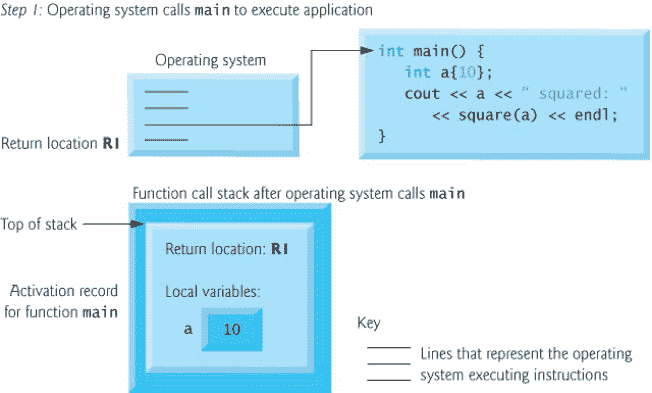 Step 1: Operating system calls main to execute application
Operating system
Return location R1
int main() {
int a{10};
cout << a << " squared: "
<< square(a) << endl;
}
Function call stack after operating system calls main
Top of stack
Return location: R1
Local variables:
a 10
Activation record
for function main
Key
Lines that represent the operating
system executing instructions